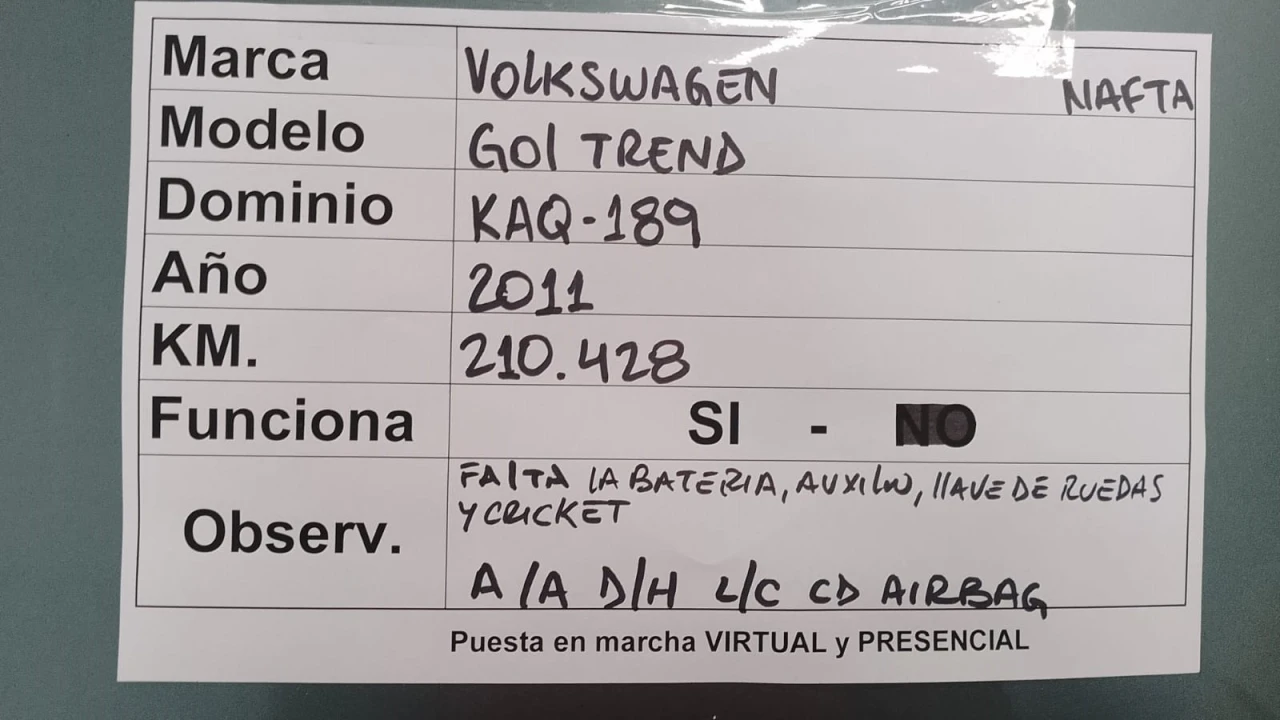 Marca VOLKSWAGEN NAFTA
Modelo GOl TREND
Dominio KAQ-189
Año 2011
KM. 210.428
Funciona SI - NO
Observ. FAlTA lA BATERIA, AUXIlIO, llAVE DE RUEDAS
Y CRICKET
A/A D/H L/C CD AIRBAG
Puesta en marcha VIRTUAL y PRESENCIAL